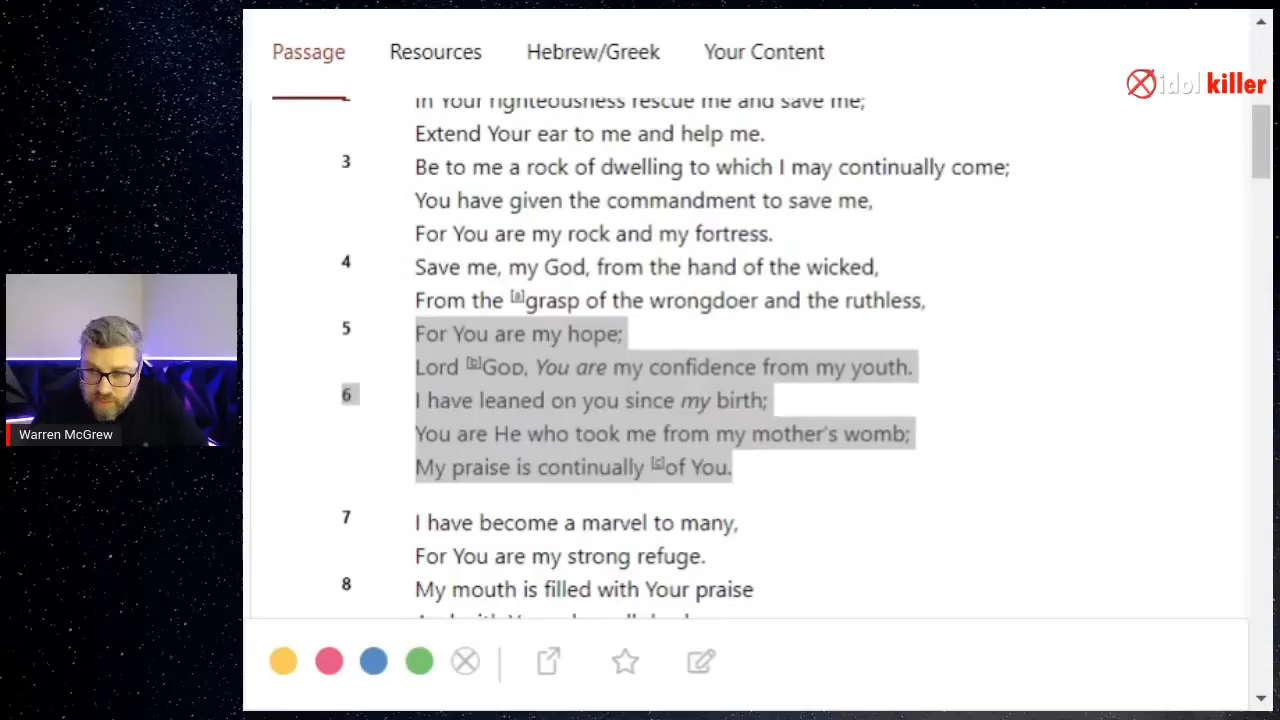 Passage Resources Hebrew/Greek Your Content
idol killer
In Your righteousness rescue me and save me;
Extend Your ear to me and help me.
3 Be to me a rock of dwelling to which I may continually come;
You have given the commandment to save me,
For You are my rock and my fortress.
4 Save me, my God, from the hand of the wicked,
From the [a]grasp of the wrongdoer and the ruthless,
5 For You are my hope;
Lord [b]GOD, You are my confidence from my youth.
6 I have leaned on you since my birth;
You are He who took me from my mother's womb;
My praise is continually [c]of You.
7 I have become a marvel to many,
For You are my strong refuge.
8 My mouth is filled with Your praise
Warren McGrew